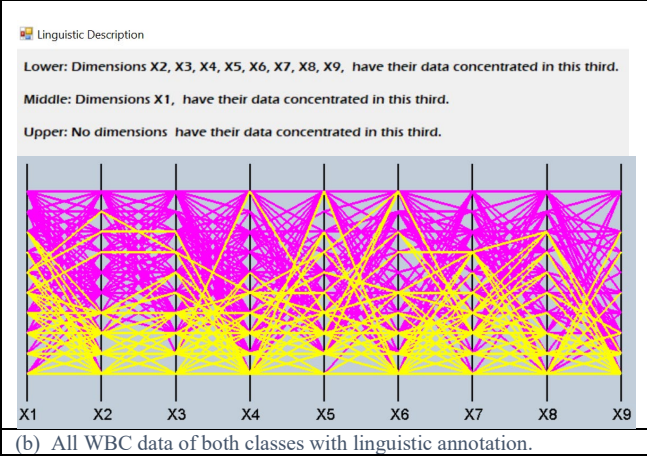 Linguistic Description
Lower: Dimensions X2, X3, X4, X5, X6, X7, X8, X9,  have their data concentrated in this third.
Middle: Dimensions X1,  have their data concentrated in this third.
Upper: No dimensions  have their data concentrated in this third.
X1 X2 X3 X4 X5 X6 X7 X8 X9
(b)  All WBC data of both classes with linguistic annotation.